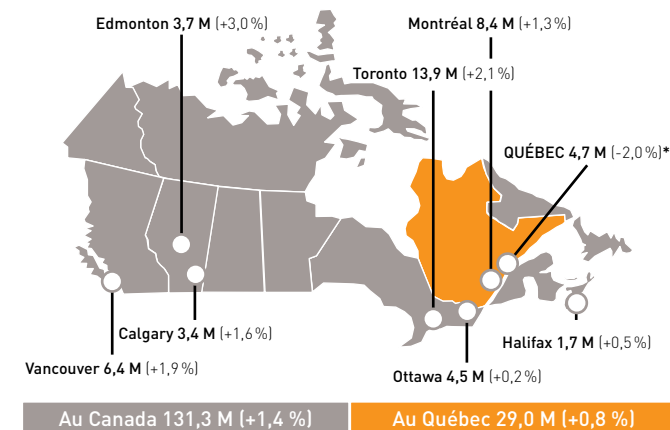 Edmonton 3,7 M (+3,0 %)
Montréal 8,4 M (+1,3 %)
Toronto 13,9 M (+2,1 %)
QUÉBEC 4,7 M (-2,0 %)*
Calgary 3,4 M (+1,6 %)
Halifax 1,7 M (+0,5 %)
Vancouver 6,4 M (+1,9 %)
Ottawa 4,5 M (+0,2 %)
Au Canada 131,3 M (+1,4 %)
Au Québec 29,0 M (+0,8 %)